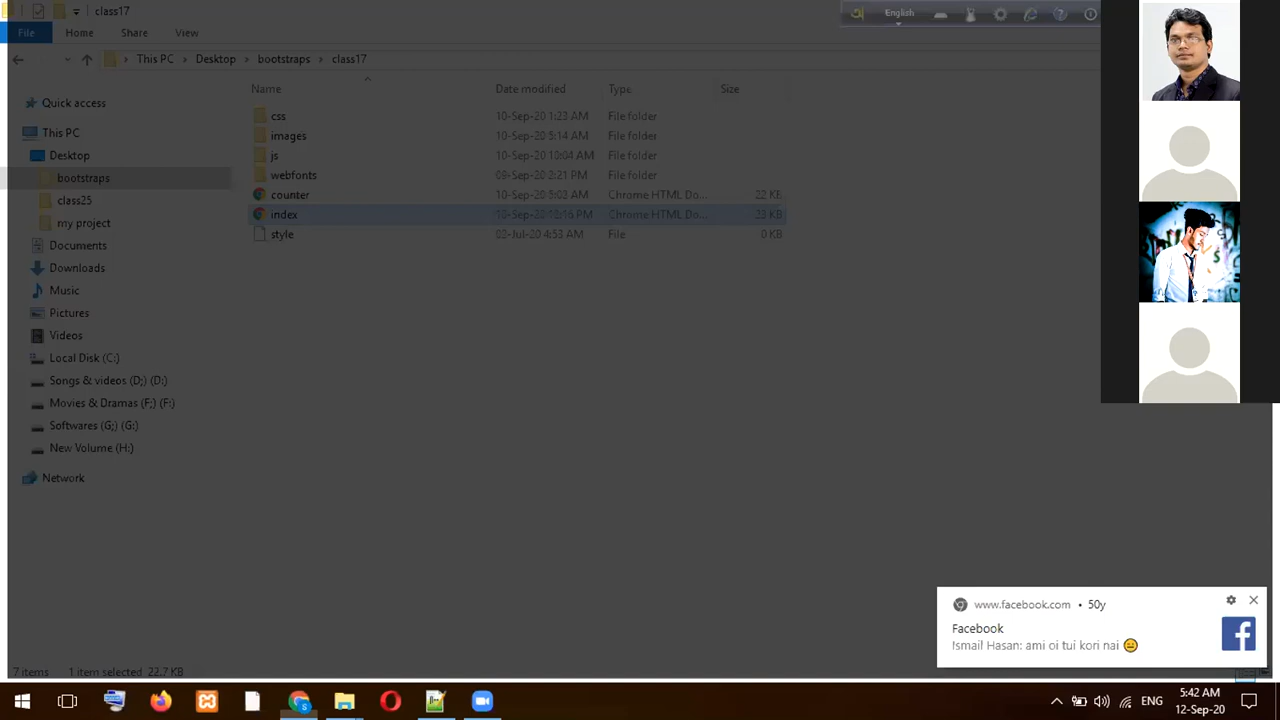 class17
English
File Home Share View
This PC Desktop bootstraps class17
Name Date modified Type Size
Quick access
This PC
Desktop
bootstraps
class25
my project
Documents
Downloads
Music
Pictures
Videos
Local Disk (C:)
Songs & videos (D;) (D:)
Movies & Dramas (F;) (F:)
Softwares (G;) (G:)
New Volume (H:)
Network
css 10-Sep-20 1:23 AM File folder
images 10-Sep-20 5:14 AM File folder
js 10-Sep-20 10:04 AM File folder
webfonts 09-Sep-20 2:21 PM File folder
counter 10-Sep-20 5:03 AM Chrome HTML Do... 22 KB
index 10-Sep-20 12:16 PM Chrome HTML Do... 23 KB
style 02-Jul-20 4:53 AM File 0 KB
www.facebook.com • 50y
Facebook
Ismail Hasan: ami oi tui kori nai 😑
7 items 1 item selected 22.7 KB
ENG
5:42 AM
12-Sep-20